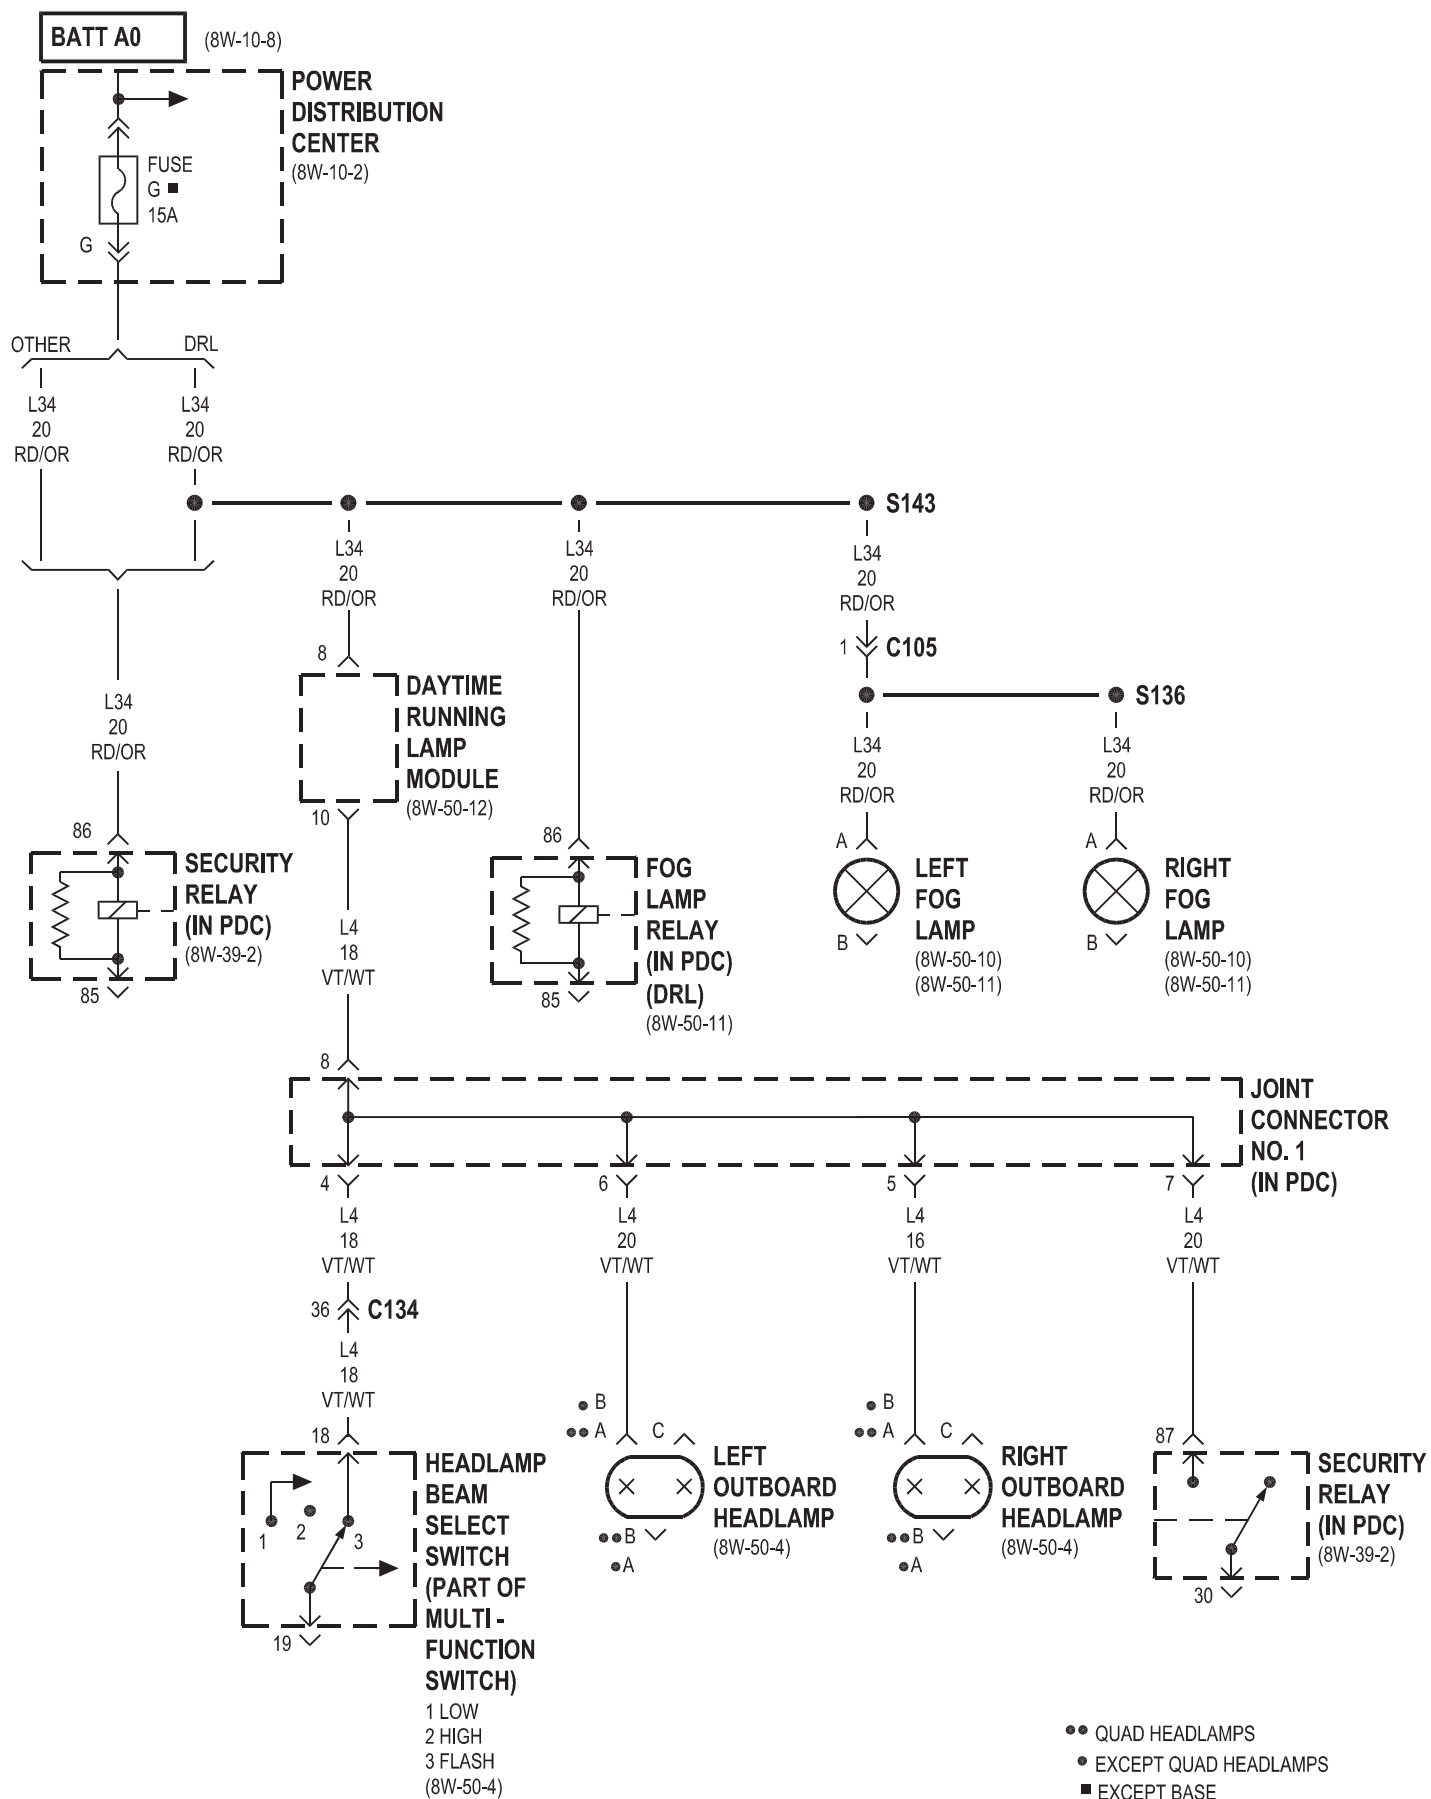 BATT A0
(8W-10-8)
POWER
DISTRIBUTION
CENTER
(8W-10-2)
FUSE
G ■
15A
G
OTHER
DRL
L34
20
RD/OR
L34
20
RD/OR
S143
L34
20
RD/OR
L34
20
RD/OR
L34
20
RD/OR
1
C105
S136
L34
20
RD/OR
8
DAYTIME
RUNNING
LAMP
MODULE
(8W-50-12)
10
L34
20
RD/OR
L34
20
RD/OR
86
SECURITY
RELAY
(IN PDC)
(8W-39-2)
85
86
FOG
LAMP
RELAY
(IN PDC)
(DRL)
(8W-50-11)
85
A
LEFT
FOG
LAMP
(8W-50-10)
(8W-50-11)
B
A
RIGHT
FOG
LAMP
(8W-50-10)
(8W-50-11)
B
L4
18
VT/WT
8
JOINT
CONNECTOR
NO. 1
(IN PDC)
4
6
5
7
L4
18
VT/WT
L4
20
VT/WT
L4
16
VT/WT
L4
20
VT/WT
36
C134
L4
18
VT/WT
18
HEADLAMP
BEAM
SELECT
SWITCH
(PART OF
MULTI -
FUNCTION
SWITCH)
1 LOW
2 HIGH
3 FLASH
(8W-50-4)
1
2
3
19
● B
●● A
C
LEFT
OUTBOARD
HEADLAMP
(8W-50-4)
●● B
● A
● B
●● A
C
RIGHT
OUTBOARD
HEADLAMP
(8W-50-4)
●● B
● A
87
SECURITY
RELAY
(IN PDC)
(8W-39-2)
30
●● QUAD HEADLAMPS
● EXCEPT QUAD HEADLAMPS
■ EXCEPT BASE